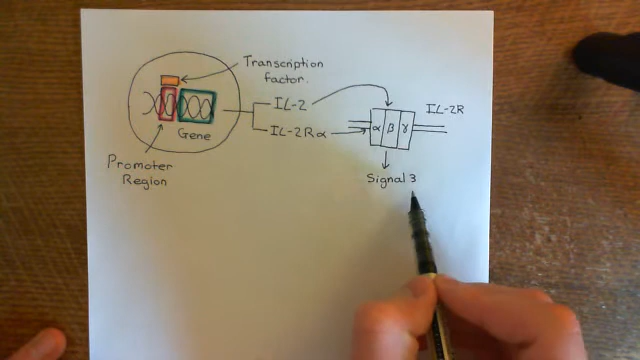 Transcription
factor.
IL-2
IL-2R
IL-2Rα
α β γ
Gene
Promoter
Region
Signal 3